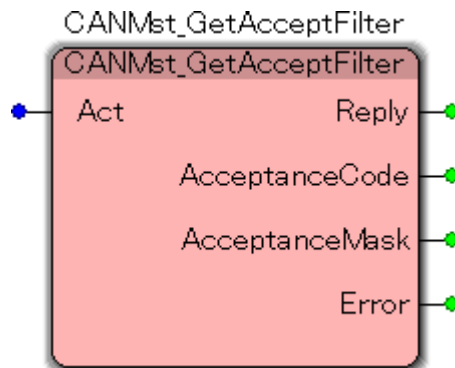 CANMst_GetAcceptFilter
CANMst_GetAcceptFilter
Act Reply
AcceptanceCode
AcceptanceMask
Error